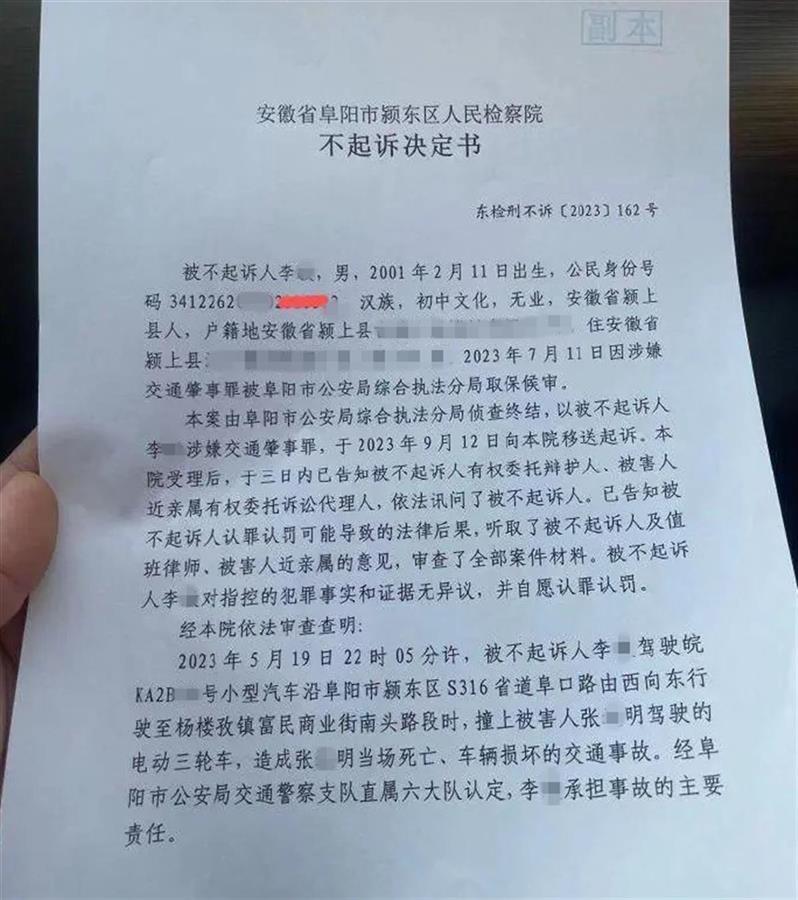 副本
安徽省阜阳市颍东区人民检察院
不起诉决定书
东检刑不诉〔2023〕162号
被不起诉人李，男，2001年2月11日出生，公民身份号
码3412262 汉族，初中文化，无业，安徽省颍上
县人，户籍地安徽省颍上县 住安徽省
颍上县 2023年7月11日因涉嫌
交通肇事罪被阜阳市公安局综合执法分局取保候审。
本案由阜阳市公安局综合执法分局侦查终结，以被不起诉人
李 涉嫌交通肇事罪，于2023年9月12日向本院移送起诉。本
院受理后，于三日内已告知被不起诉人有权委托辩护人、被害人
近亲属有权委托诉讼代理人，依法讯问了被不起诉人。已告知被
不起诉人认罪认罚可能导致的法律后果，听取了被不起诉人及值
班律师、被害人近亲属的意见，审查了全部案件材料。被不起诉
人李 对指控的犯罪事实和证据无异议，并自愿认罪认罚。
经本院依法审查查明：
2023年5月19日22时05分许，被不起诉人李 驾驶皖
KA2B 号小型汽车沿阜阳市颍东区S316省道阜口路由西向东行
驶至杨楼孜镇富民商业街南头路段时，撞上被害人张 明驾驶的
电动三轮车，造成张 明当场死亡、车辆损坏的交通事故。经阜
阳市公安局交通警察支队直属六大队认定，李 承担事故的主要
责任。